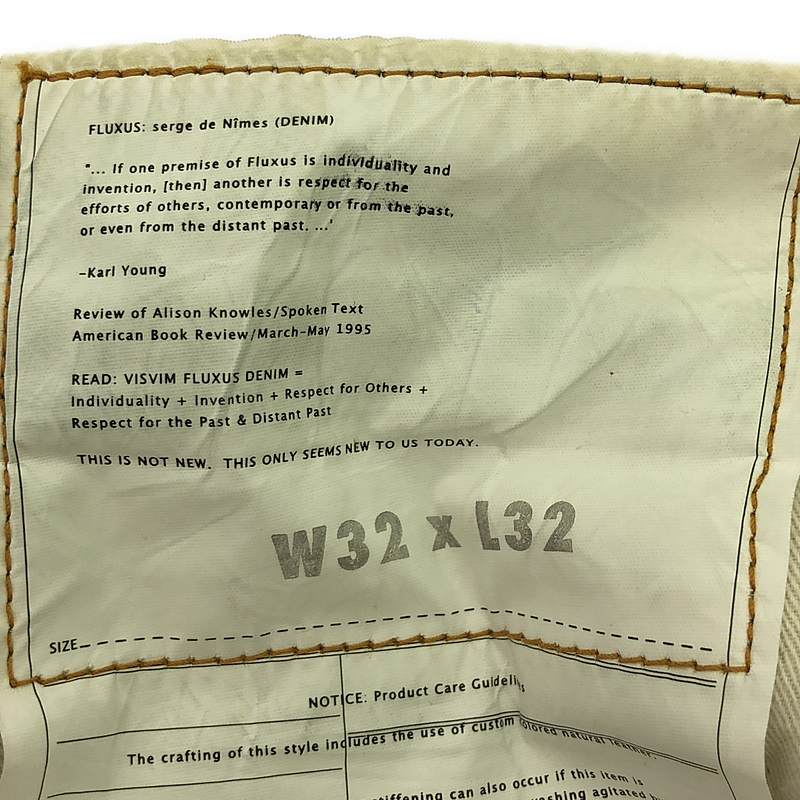 FLUXUS: serge de Nîmes (DENIM)
"... If one premise of Fluxus is individuality and
invention, [then] another is respect for the
efforts of others, contemporary or from the past,
or even from the distant past. ...'
–Karl Young
Review of Alison Knowles/Spoken Text
American Book Review/March-May 1995
READ: VISVIM FLUXUS DENIM =
Individuality + Invention + Respect for Others +
Respect for the Past & Distant Past
THIS IS NOT NEW. THIS ONLY SEEMS NEW TO US TODAY.
W32 x L32
SIZE
NOTICE: Product Care Guidelines
The crafting of this style includes the use of custom colored natural leather.
stiffening can also occur if this item is
washing agitated